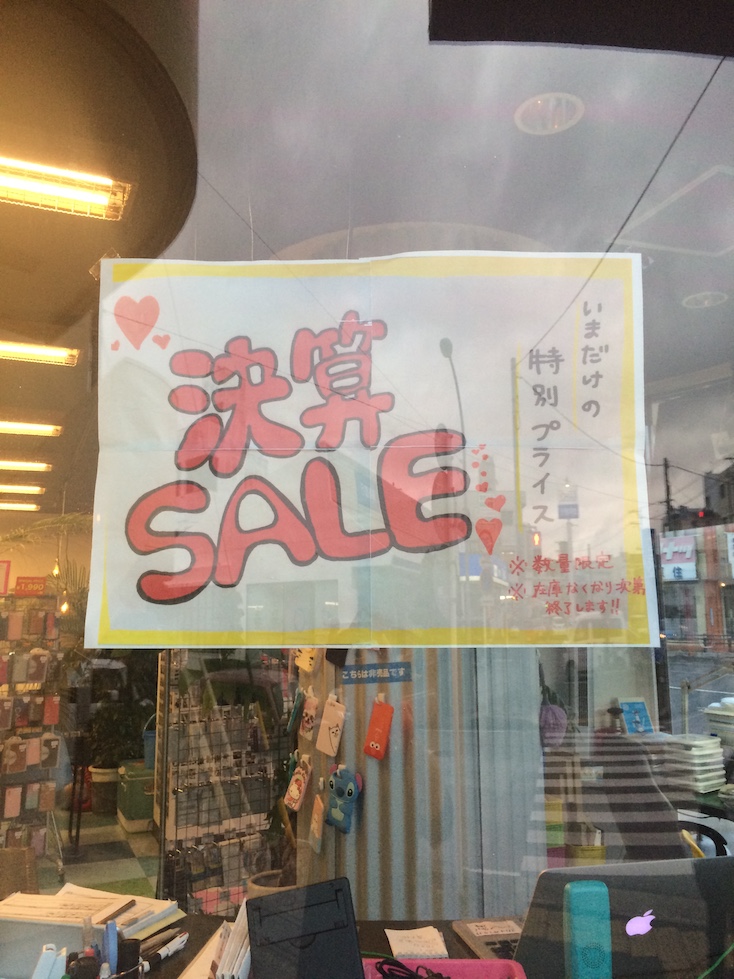 決算
SALE
いまだけの
特別プライス
※数量限定
※在庫なくなり次第
終了します!!
こちらは非売品です
¥1,980